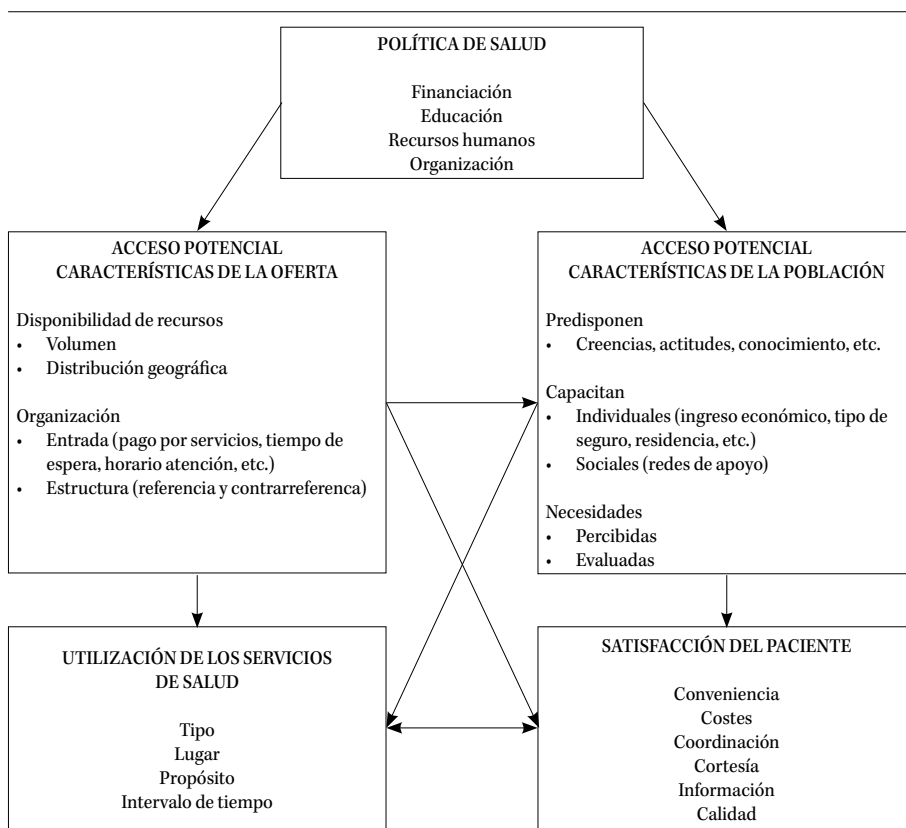 POLÍTICA DE SALUD
Financiación
Educación
Recursos humanos
Organización
ACCESO POTENCIAL
CARACTERÍSTICAS DE LA OFERTA
Disponibilidad de recursos
• Volumen
• Distribución geográfica
Organización
• Entrada (pago por servicios, tiempo de
espera, horario atención, etc.)
• Estructura (referencia y contrarreferenca)
ACCESO POTENCIAL
CARACTERÍSTICAS DE LA POBLACIÓN
Predisponen
• Creencias, actitudes, conocimiento, etc.
Capacitan
• Individuales (ingreso económico, tipo de
seguro, residencia, etc.)
• Sociales (redes de apoyo)
Necesidades
• Percibidas
• Evaluadas
UTILIZACIÓN DE LOS SERVICIOS
DE SALUD
Tipo
Lugar
Propósito
Intervalo de tiempo
SATISFACCIÓN DEL PACIENTE
Conveniencia
Costes
Coordinación
Cortesía
Información
Calidad